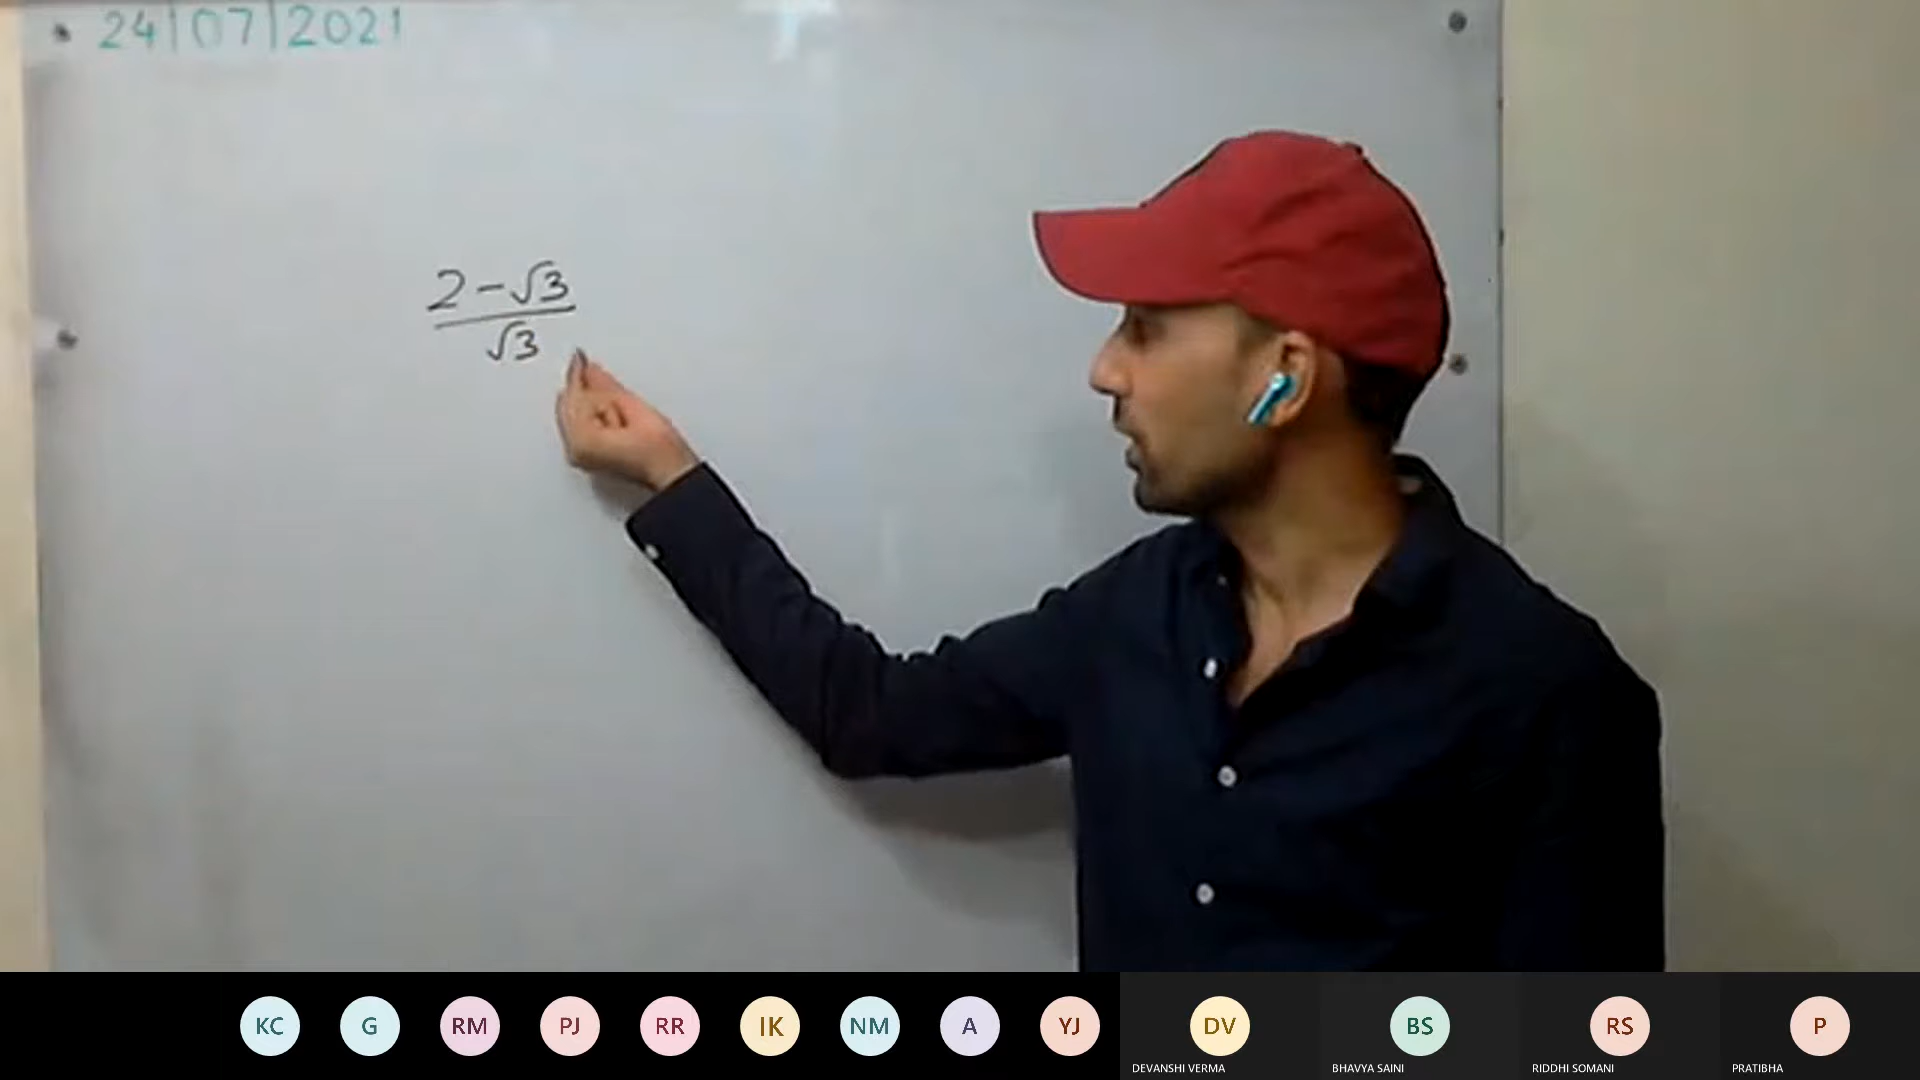 24|07|2021
2-√3
√3
KC G RM PJ RR IK NM A YJ DV BS RS P
DEVANSHI VERMA BHAVYA SAINI RIDDHI SOMANI PRATIBHA